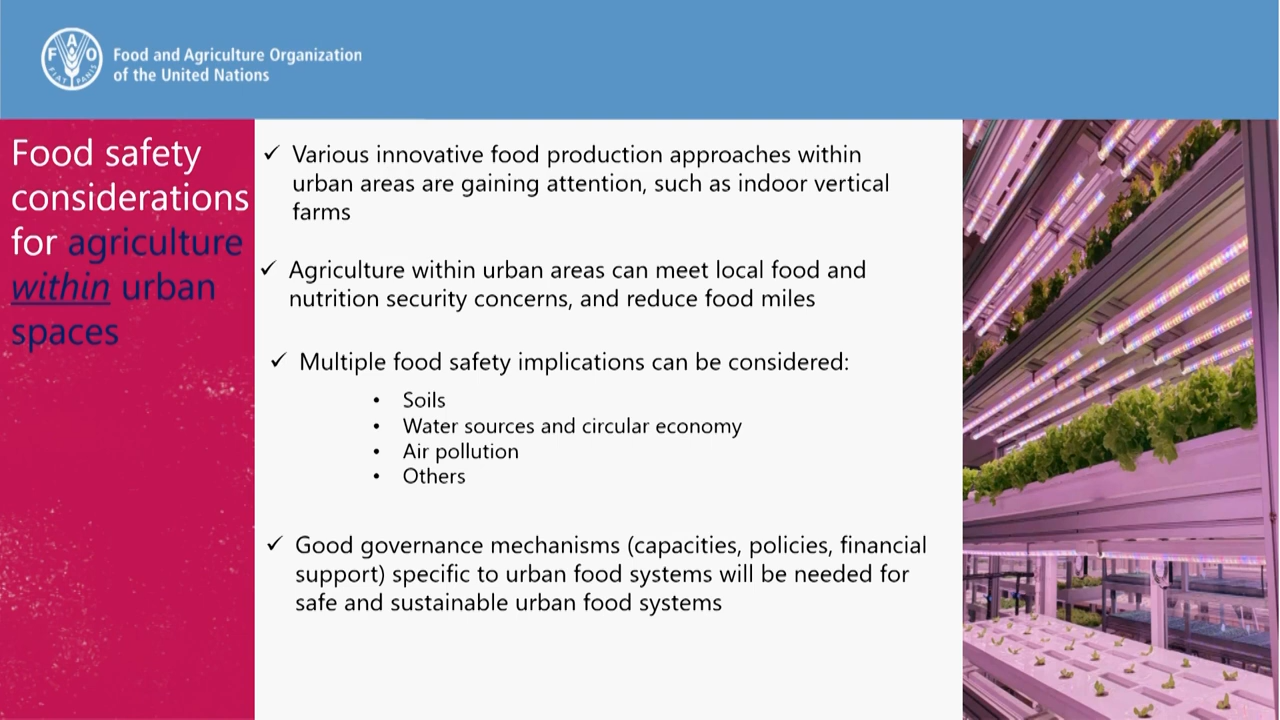 FAO
FIAT PANIS
Food and Agriculture Organization
of the United Nations
Food safety
considerations
for agriculture
within urban
spaces
✓ Various innovative food production approaches within
urban areas are gaining attention, such as indoor vertical
farms
✓ Agriculture within urban areas can meet local food and
nutrition security concerns, and reduce food miles
✓ Multiple food safety implications can be considered:
• Soils
• Water sources and circular economy
• Air pollution
• Others
✓ Good governance mechanisms (capacities, policies, financial
support) specific to urban food systems will be needed for
safe and sustainable urban food systems